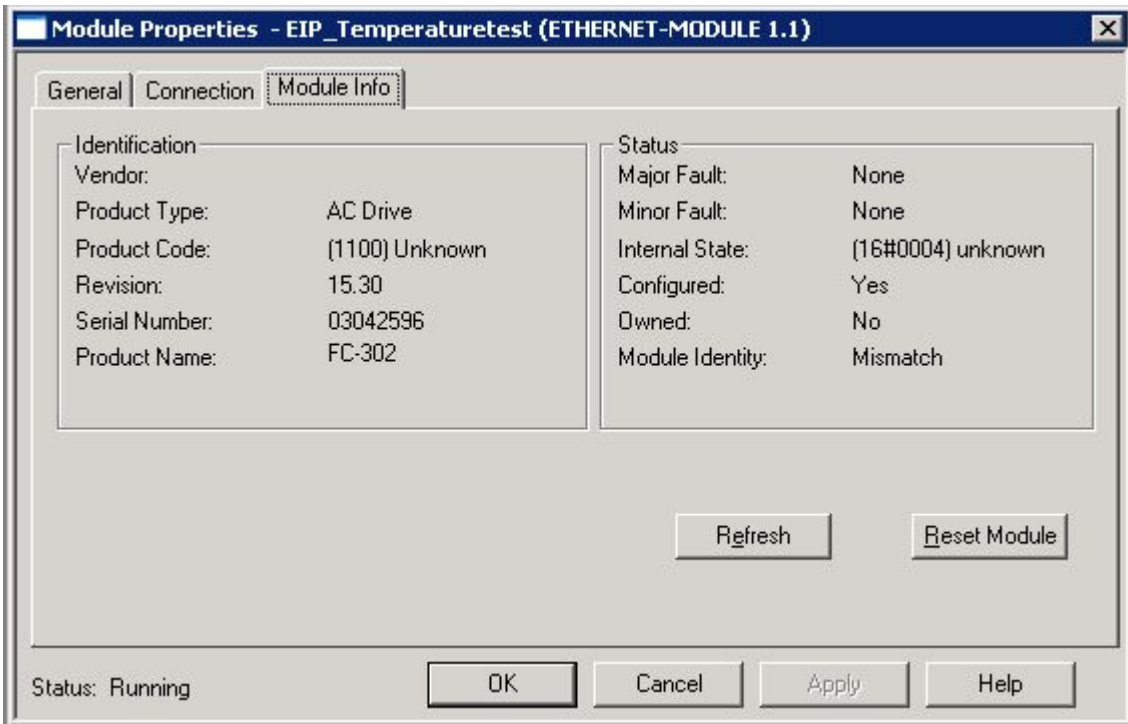 Module Properties - EIP_Temperaturetest (ETHERNET-MODULE 1.1)
General Connection Module Info
Identification
Vendor:
Product Type: AC Drive
Product Code: (1100) Unknown
Revision: 15.30
Serial Number: 03042596
Product Name: FC-302
Status
Major Fault: None
Minor Fault: None
Internal State: (16#0004) unknown
Configured: Yes
Owned: No
Module Identity: Mismatch
Refresh Reset Module
Status: Running OK Cancel Apply Help